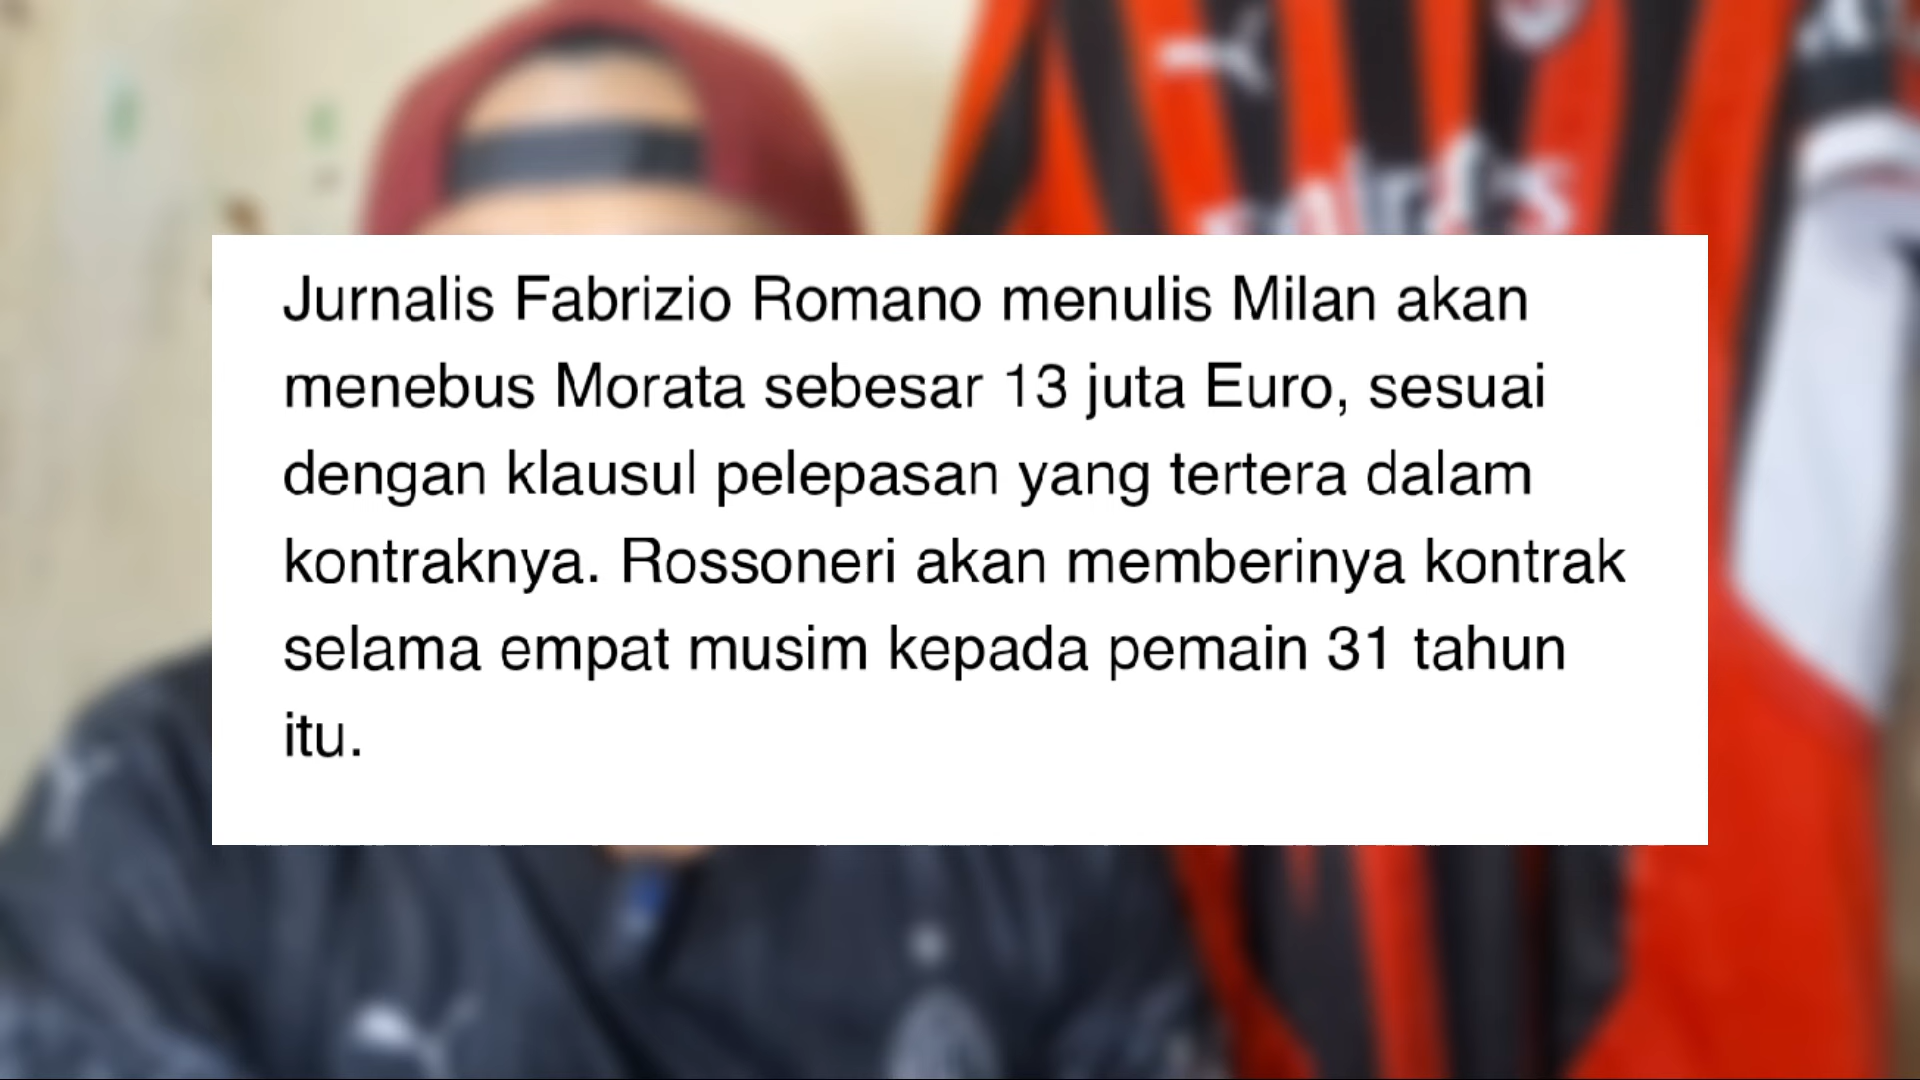 Emirates
Jurnalis Fabrizio Romano menulis Milan akan
menebus Morata sebesar 13 juta Euro, sesuai
dengan klausul pelepasan yang tertera dalam
kontraknya. Rossoneri akan memberinya kontrak
selama empat musim kepada pemain 31 tahun
itu.